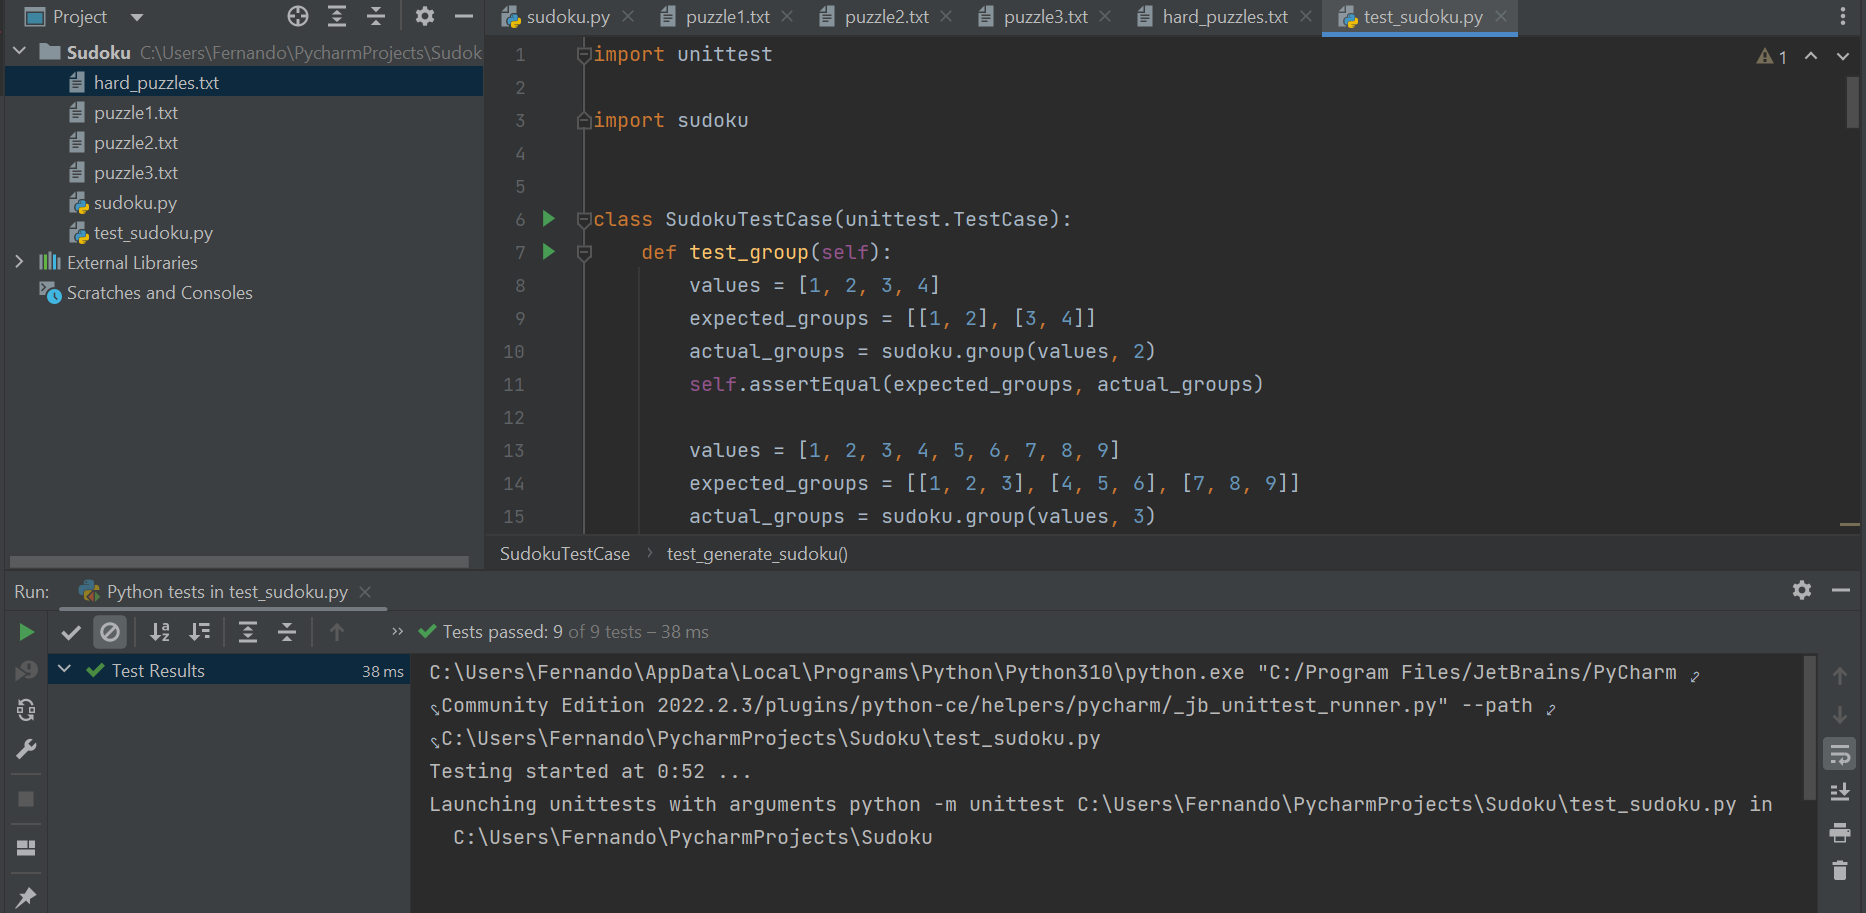 Project
sudoku.py
puzzle1.txt
puzzle2.txt
puzzle3.txt
hard_puzzles.txt
test_sudoku.py
Sudoku C:\Users\Fernando\PycharmProjects\Sudok
hard_puzzles.txt
puzzle1.txt
puzzle2.txt
puzzle3.txt
sudoku.py
test_sudoku.py
External Libraries
Scratches and Consoles
1 import unittest
2
3 import sudoku
4
5
6 class SudokuTestCase(unittest.TestCase):
7 def test_group(self):
8 values = [1, 2, 3, 4]
9 expected_groups = [[1, 2], [3, 4]]
10 actual_groups = sudoku.group(values, 2)
11 self.assertEqual(expected_groups, actual_groups)
12
13 values = [1, 2, 3, 4, 5, 6, 7, 8, 9]
14 expected_groups = [[1, 2, 3], [4, 5, 6], [7, 8, 9]]
15 actual_groups = sudoku.group(values, 3)
1
SudokuTestCase › test_generate_sudoku()
Run: Python tests in test_sudoku.py
» Tests passed: 9 of 9 tests – 38 ms
Test Results 38 ms
C:\Users\Fernando\AppData\Local\Programs\Python\Python310\python.exe "C:/Program Files/JetBrains/PyCharm
Community Edition 2022.2.3/plugins/python-ce/helpers/pycharm/_jb_unittest_runner.py" --path
C:\Users\Fernando\PycharmProjects\Sudoku\test_sudoku.py
Testing started at 0:52 ...
Launching unittests with arguments python -m unittest C:\Users\Fernando\PycharmProjects\Sudoku\test_sudoku.py in
C:\Users\Fernando\PycharmProjects\Sudoku